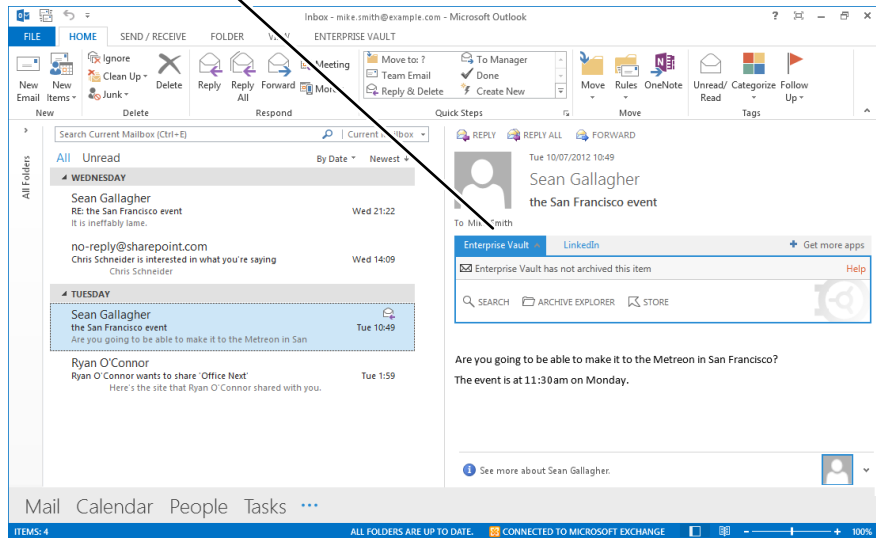 Inbox - mike.smith@example.com - Microsoft Outlook
FILE HOME SEND / RECEIVE FOLDER ENTERPRISE VAULT
Ignore
Clean Up
Junk
New Email
New Items
Delete
Reply
Reply All
Forward
Meeting
Move to: ?
Team Email
Reply & Delete
To Manager
Done
Create New
Move
Rules
OneNote
Unread/ Read
Categorize
Follow Up
New Delete Respond Quick Steps Move Tags
All Folders
Search Current Mailbox (Ctrl+E)
All Unread By Date Newest
WEDNESDAY
Sean Gallagher
RE: the San Francisco event Wed 21:22
It is ineffably lame.
no-reply@sharepoint.com
Chris Schneider is interested in what you're saying Wed 14:09
Chris Schneider
TUESDAY
Sean Gallagher
the San Francisco event Tue 10:49
Are you going to be able to make it to the Metreon in San
Ryan O'Connor
Ryan O'Connor wants to share 'Office Next' Tue 1:59
Here's the site that Ryan O'Connor shared with you.
REPLY REPLY ALL FORWARD
Tue 10/07/2012 10:49
Sean Gallagher
the San Francisco event
To Mike Smith
Enterprise Vault LinkedIn + Get more apps
Enterprise Vault has not archived this item Help
SEARCH ARCHIVE EXPLORER STORE
Are you going to be able to make it to the Metreon in San Francisco?
The event is at 11:30am on Monday.
See more about Sean Gallagher.
Mail Calendar People Tasks ...
ITEMS: 4 ALL FOLDERS ARE UP TO DATE. CONNECTED TO MICROSOFT EXCHANGE - + 100%